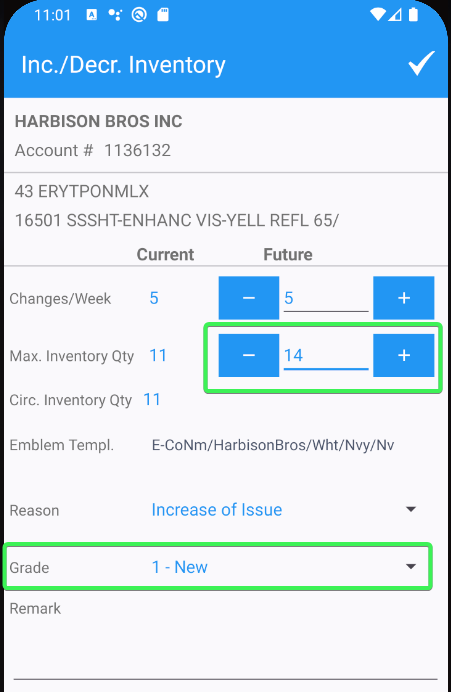 11:01
Inc./Decr. Inventory
HARBISON BROS INC
Account # 1136132
43 ERYTPONMLX
16501 SSSHT-ENHANC VIS-YELL REFL 65/
Current Future
Changes/Week 5 − 5 +
Max. Inventory Qty 11 − 14 +
Circ. Inventory Qty 11
Emblem Templ. E-CoNm/HarbisonBros/Wht/Nvy/Nv
Reason Increase of Issue
Grade 1 - New
Remark